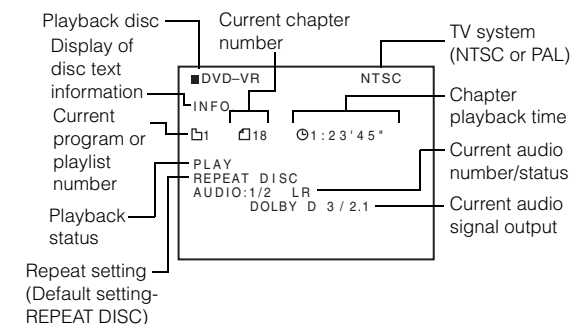 Playback disc
Display of
disc text
information
Current
program or
playlist
number
Playback
status
Repeat setting
(Default setting-
REPEAT DISC)
Current chapter
number
■DVD–VR NTSC
INFO
1 18 1:23'45"
PLAY
REPEAT DISC
AUDIO:1/2 LR
DOLBY D 3/2.1
TV system
(NTSC or PAL)
Chapter
playback time
Current audio
number/status
Current audio
signal output